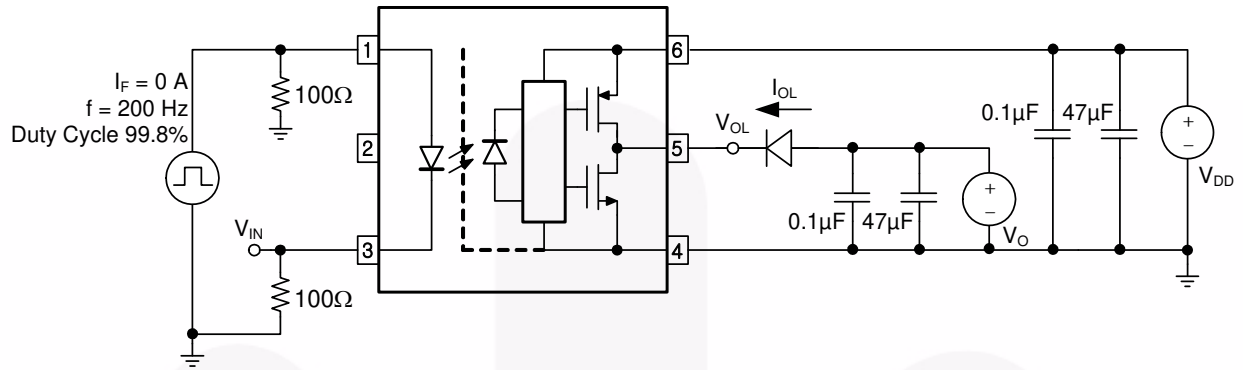 I_F = 0 A
f = 200 Hz
Duty Cycle 99.8%
100Ω
V_IN
100Ω
1
2
3
6
5
4
V_OL
I_OL
0.1μF
47μF
V_O
+
–
0.1μF
47μF
+
–
V_DD